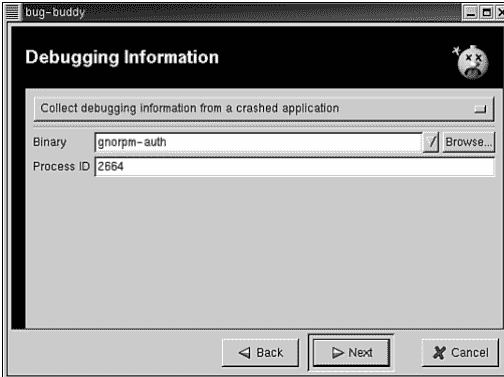 bug-buddy
Debugging Information
Collect debugging information from a crashed application
Binary gnorpm-auth Browse...
Process ID 2664
Back Next Cancel